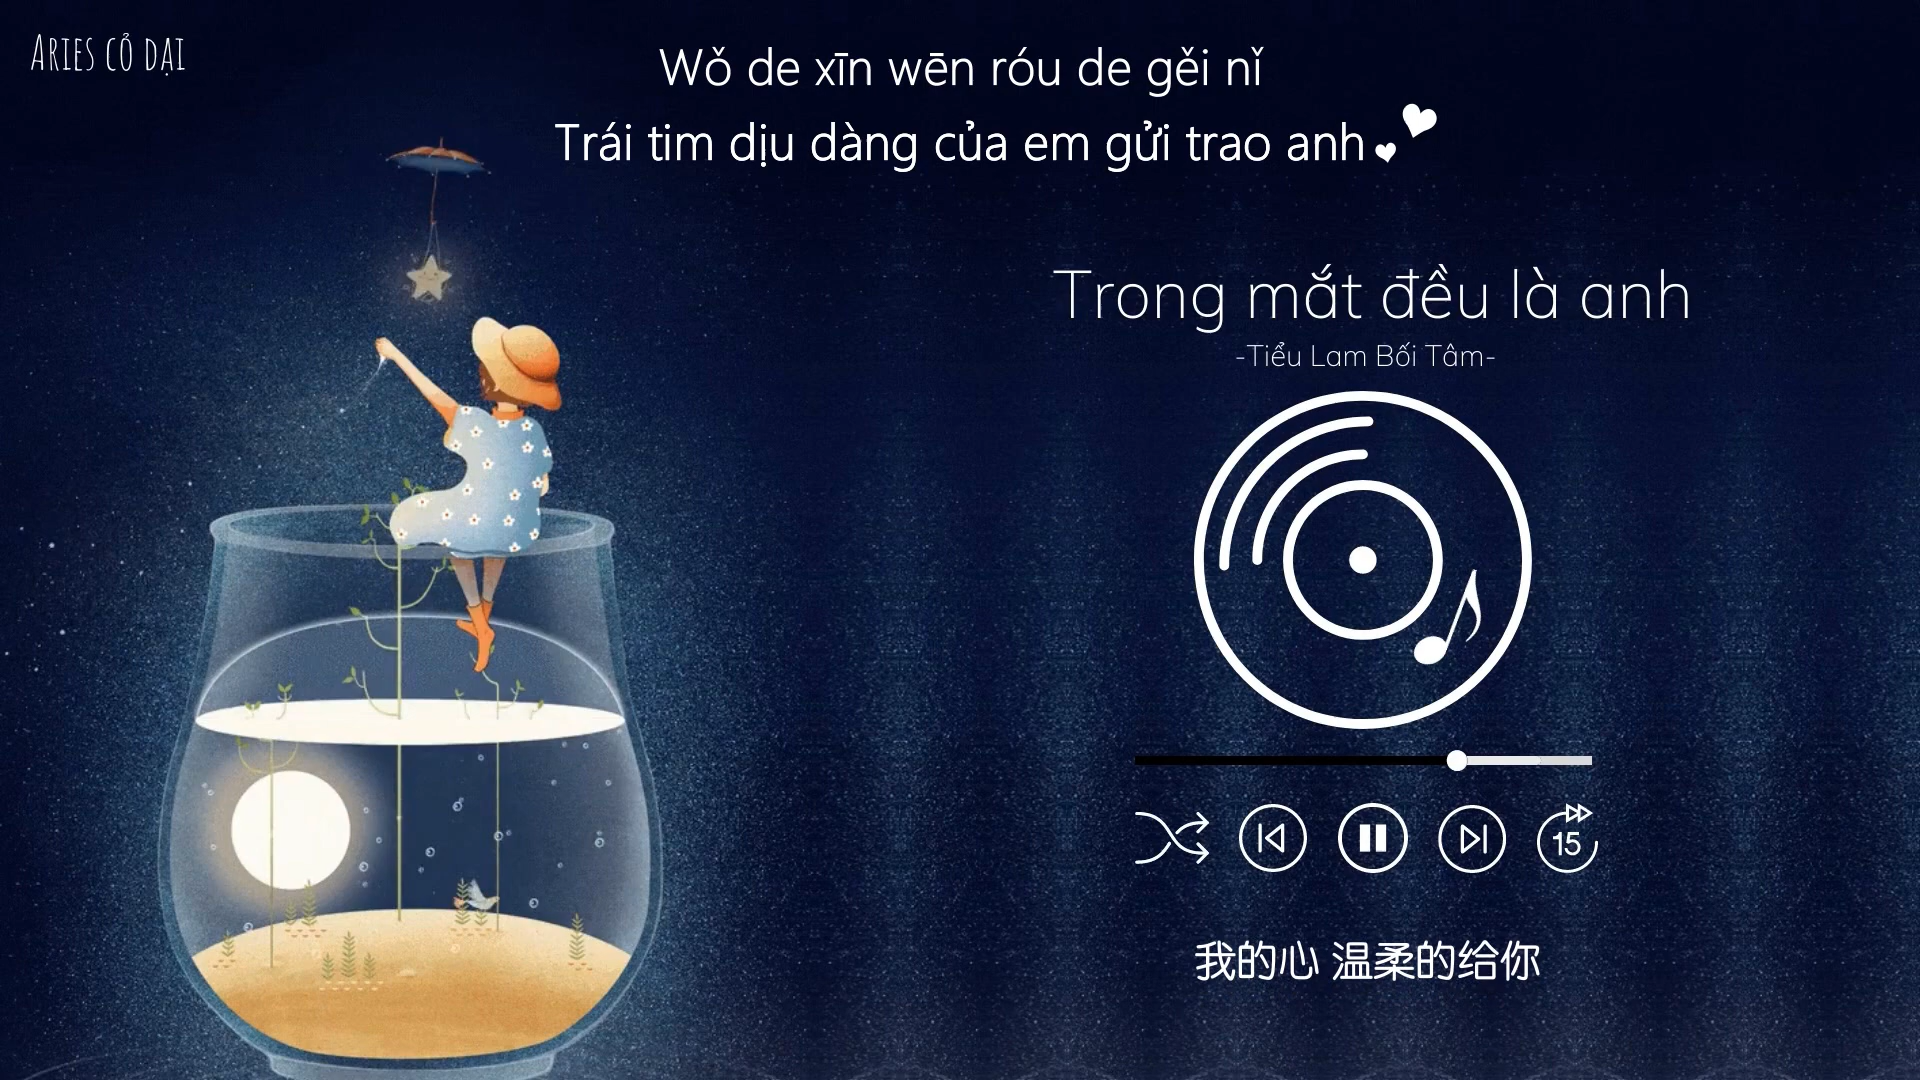 ARIES CỎ DẠI
Wǒ de xīn wēn róu de gěi nǐ
Trái tim dịu dàng của em gửi trao anh
Trong mắt đều là anh
-Tiểu Lam Bối Tâm-
15
我的心 温柔的给你